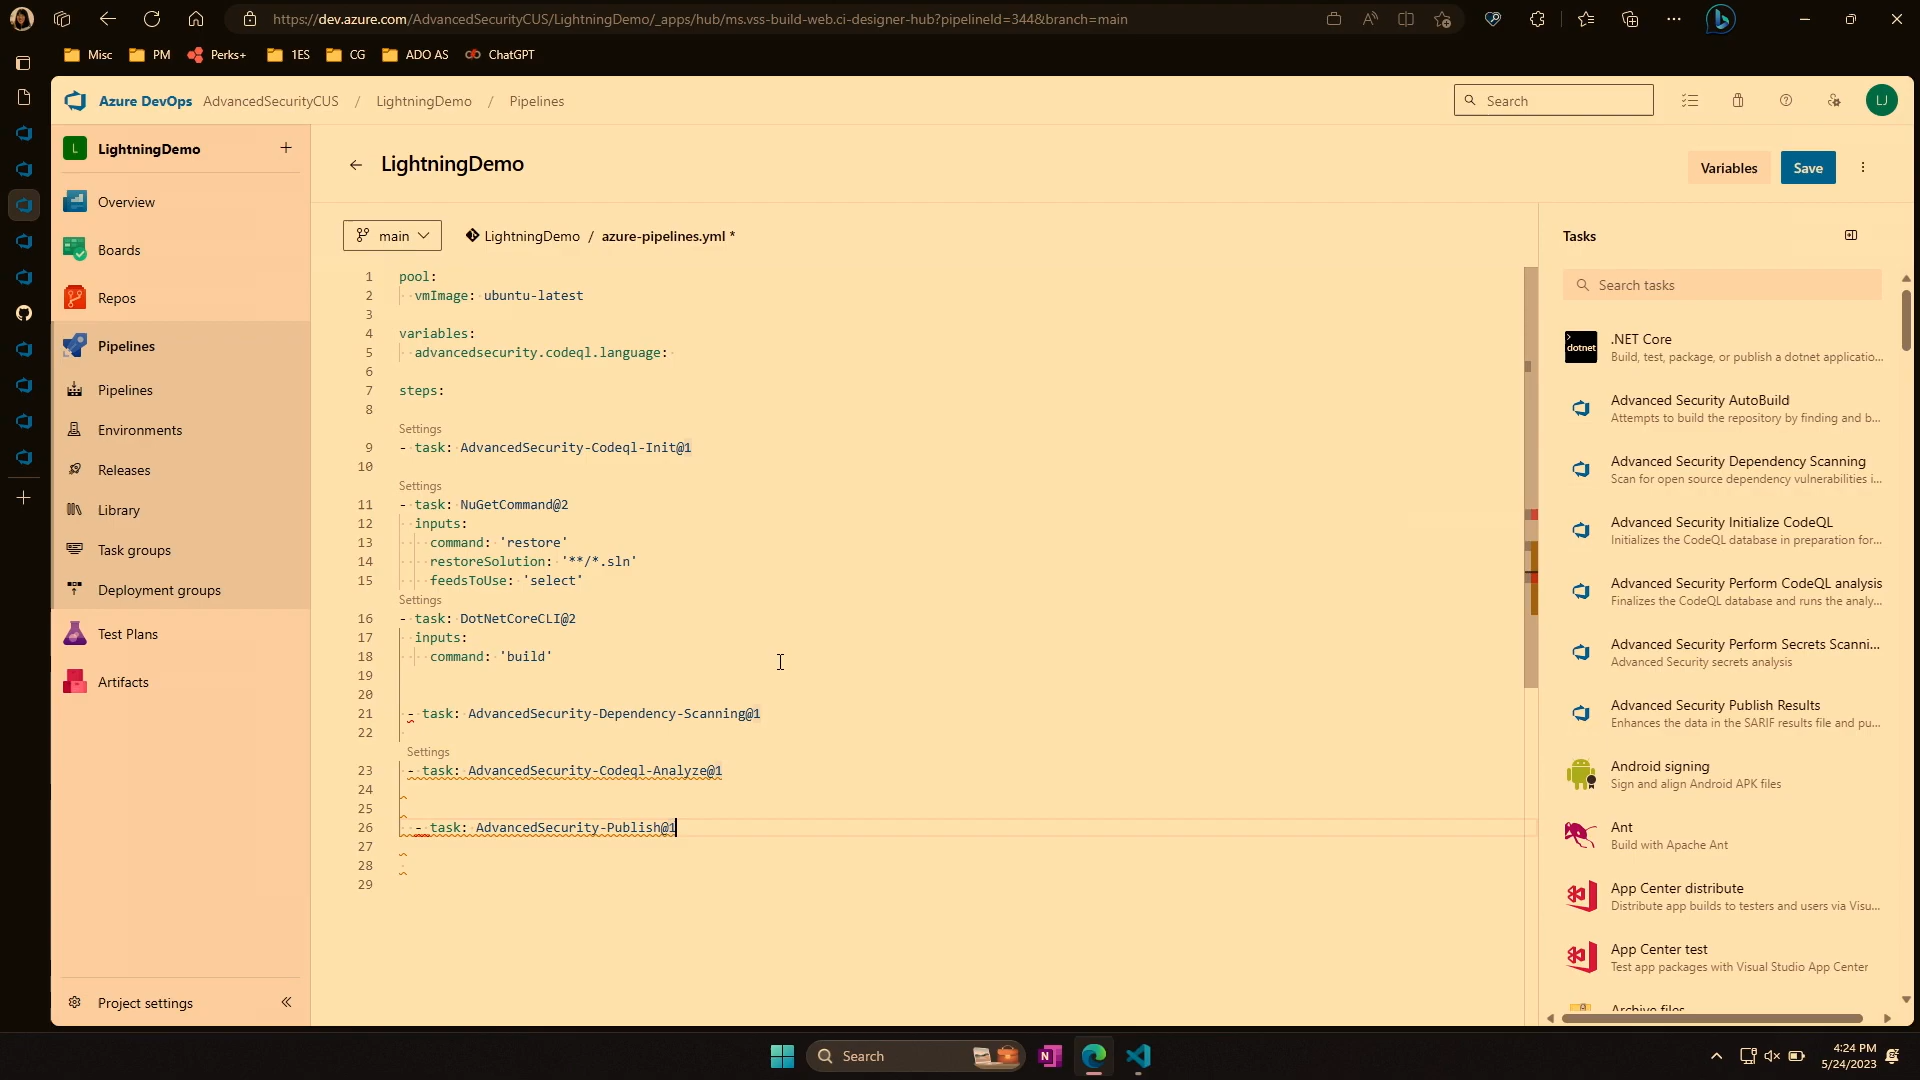 https://dev.azure.com/AdvancedSecurityCUS/LightningDemo/_apps/hub/ms.vss-build-web.ci-designer-hub?pipelineId=344&branch=main
Misc PM Perks+ 1ES CG ADO AS ChatGPT
Azure DevOps AdvancedSecurityCUS / LightningDemo / Pipelines
Search
LJ
L LightningDemo
Overview
Boards
Repos
Pipelines
Pipelines
Environments
Releases
Library
Task groups
Deployment groups
Test Plans
Artifacts
Project settings
LightningDemo
Variables Save
main LightningDemo / azure-pipelines.yml *
1 pool:
2 vmImage: ubuntu-latest
3
4 variables:
5 advancedsecurity.codeql.language:
6
7 steps:
8
Settings
9 - task: AdvancedSecurity-Codeql-Init@1
10
Settings
11 - task: NuGetCommand@2
12 inputs:
13 command: 'restore'
14 restoreSolution: '**/*.sln'
15 feedsToUse: 'select'
Settings
16 - task: DotNetCoreCLI@2
17 inputs:
18 command: 'build'
19
20
21 - task: AdvancedSecurity-Dependency-Scanning@1
22
Settings
23 - task: AdvancedSecurity-Codeql-Analyze@1
24
25
26 - task: AdvancedSecurity-Publish@1
27
28
29
Tasks
Search tasks
dotnet
.NET Core
Build, test, package, or publish a dotnet applicatio...
Advanced Security AutoBuild
Attempts to build the repository by finding and b...
Advanced Security Dependency Scanning
Scan for open source dependency vulnerabilities i...
Advanced Security Initialize CodeQL
Initializes the CodeQL database in preparation for...
Advanced Security Perform CodeQL analysis
Finalizes the CodeQL database and runs the analy...
Advanced Security Perform Secrets Scanni...
Advanced Security secrets analysis
Advanced Security Publish Results
Enhances the data in the SARIF results file and pu...
Android signing
Sign and align Android APK files
Ant
Build with Apache Ant
App Center distribute
Distribute app builds to testers and users via Visu...
App Center test
Test app packages with Visual Studio App Center
Archive files
Search
4:24 PM
5/24/2023